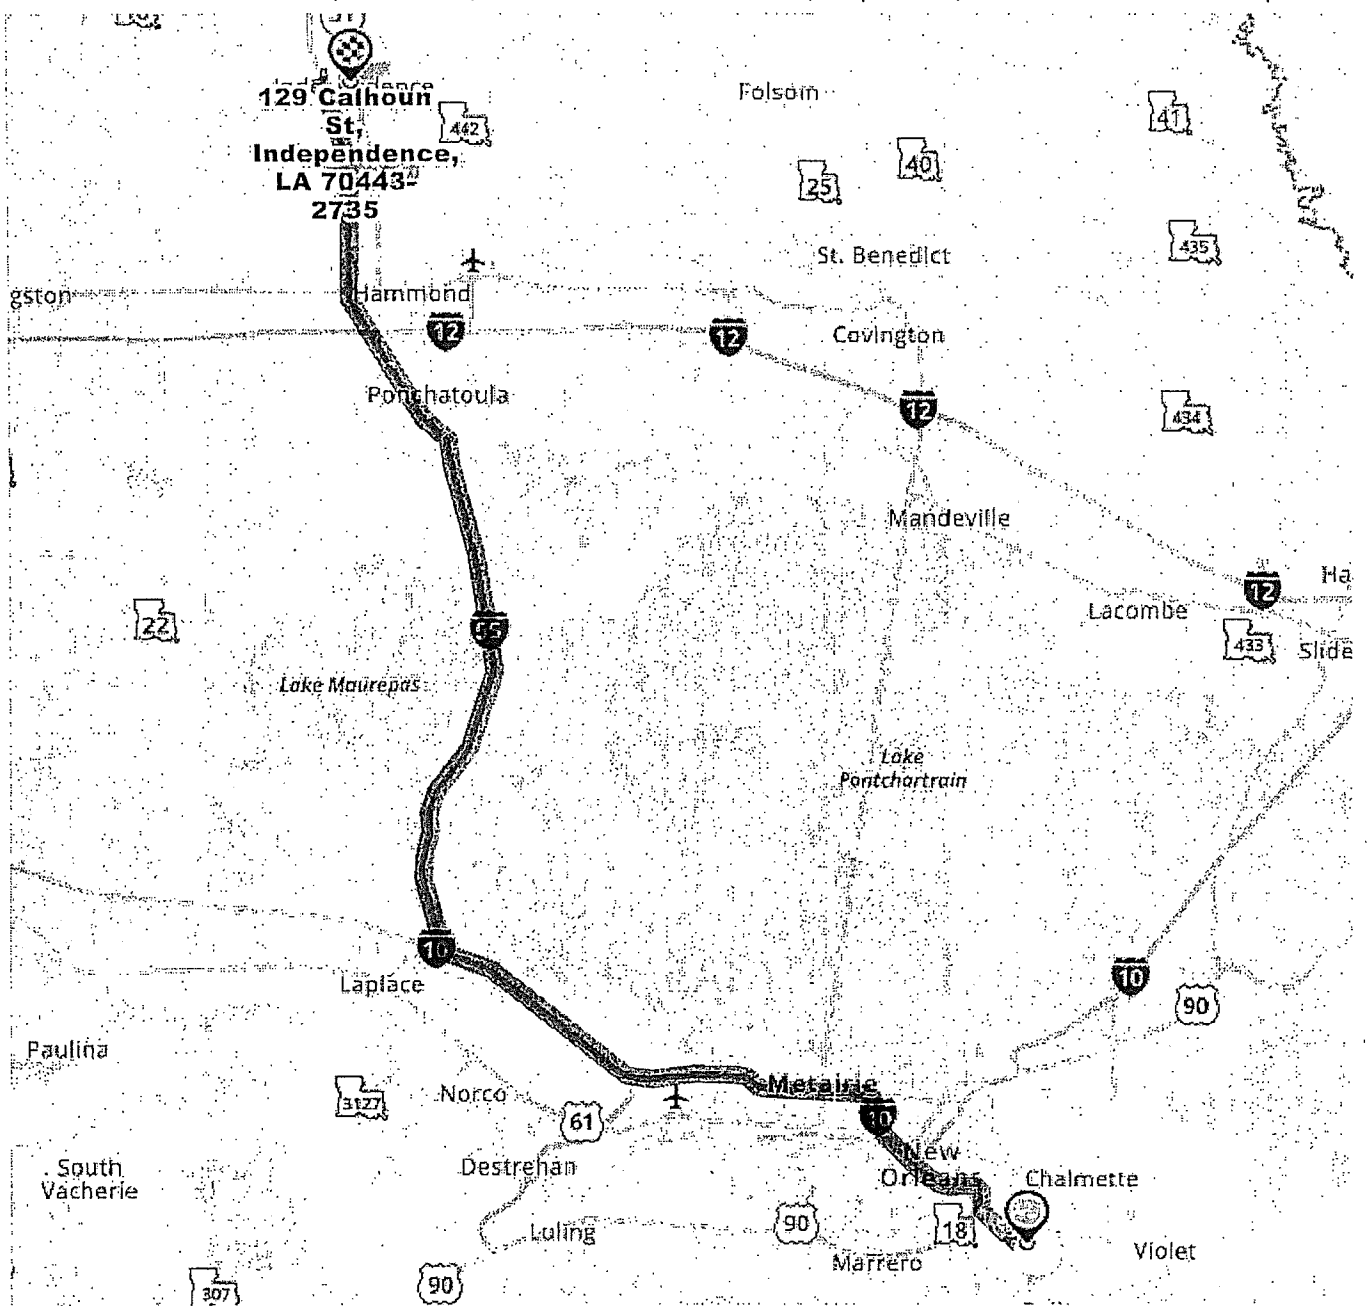 129 Calhoun
St,
Independence,
LA 70443-
2735
442
Folsom
41
40
25
435
St. Benedict
Hammond
gston
12
12
Covington
Ponchatoula
12
434
Mandeville
12
Ha
Lacombe
22
433
Slide
55
Lake Maurepas
Lake
Pontchartrain
10
10
Laplace
90
Paulina
Metairie
3127
Norco
61
10
New
Orleans
South
Vacherie
Destrehan
Chalmette
90
18
Luling
Violet
Marrero
90
307